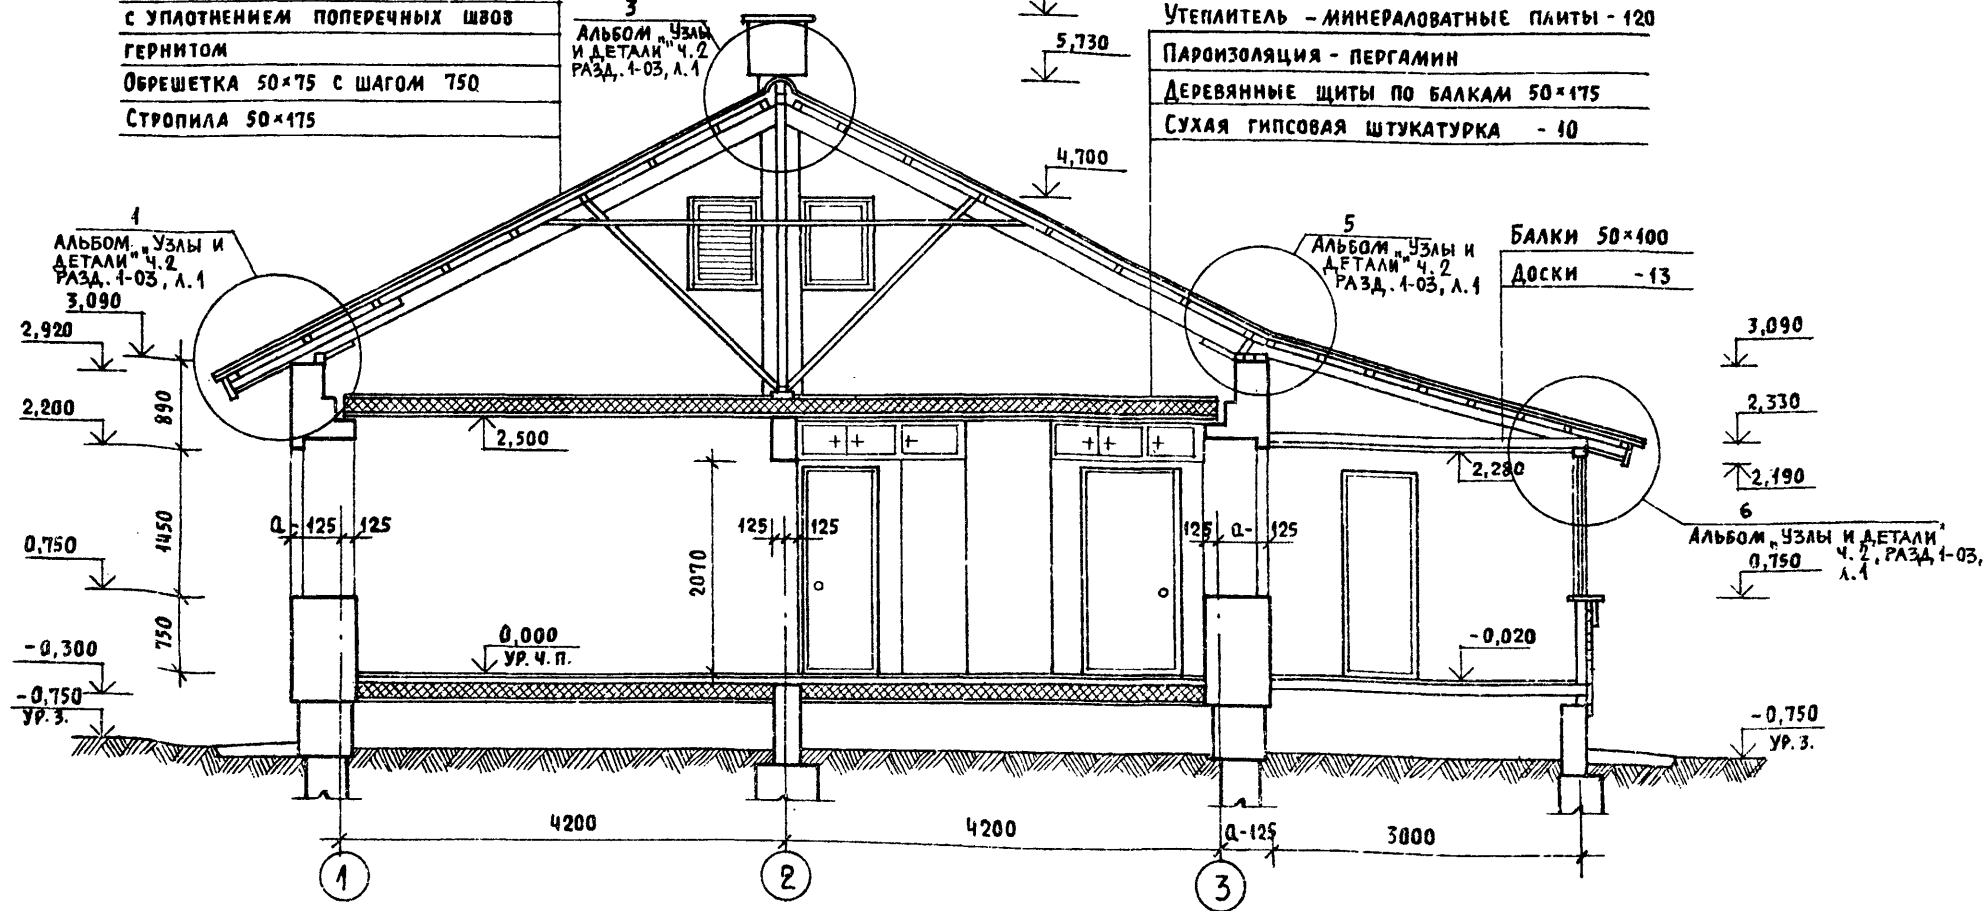 с уплотнением поперечных швов
гернитом
Обрешетка 50×75 с шагом 750
Стропила 50×175
3
Альбом „Узлы
и детали" ч.2
разд. 1-03, л.1
5,730
4,700
Утеплитель - минераловатные плиты - 120
Пароизоляция - пергамин
Деревянные щиты по балкам 50×175
Сухая гипсовая штукатурка - 10
1
Альбом „Узлы и
детали" ч.2
разд. 1-03, л.1
5
Альбом „Узлы и
детали" ч.2
разд. 1-03, л.1
Балки 50×100
Доски -13
3,090
2,920
2,200
0,750
-0,300
-0,750
ур. з.
890
1450
750
2,500
2,280
3,090
2,330
2,190
6
Альбом „Узлы и детали"
ч.2, разд. 1-03,
л.1
0,750
а-125 125
125 125
125 а-125
2070
0,000
ур. ч. п.
-0,020
-0,750
ур. з.
4200 4200 а-125 3000
1 2 3